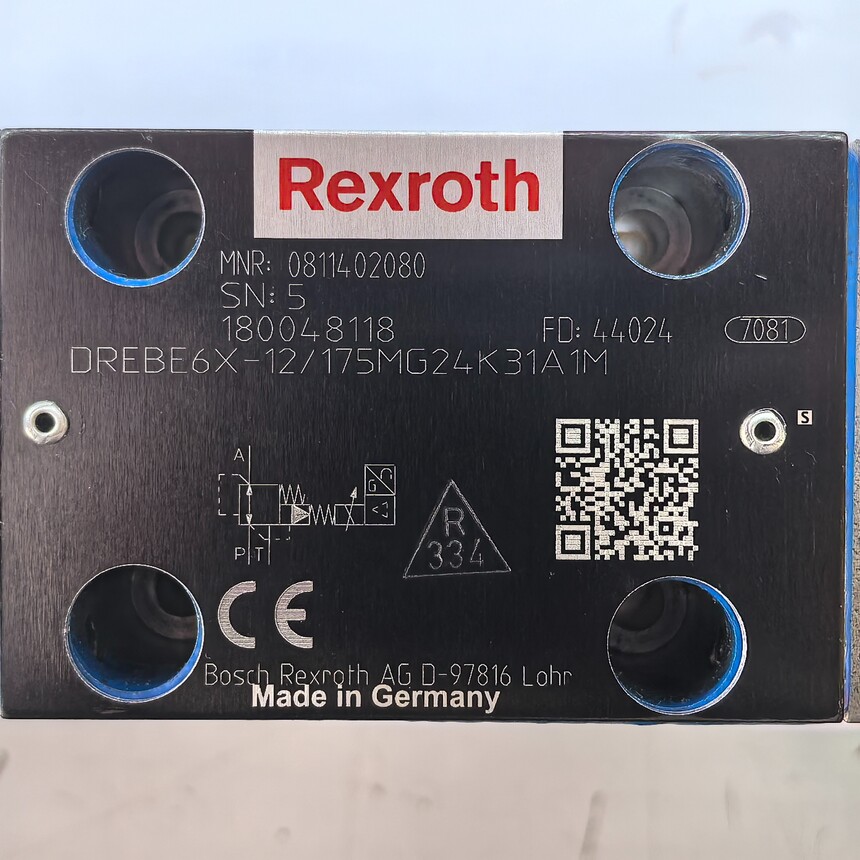 Rexroth
MNR: 0811402080
SN: 5
180048118 FD: 44024 7081
DREBE6X-12/175MG24K31A1M
S
A
G
P T
R
334
CE
Bosch Rexroth AG D-97816 Lohr
Made in Germany